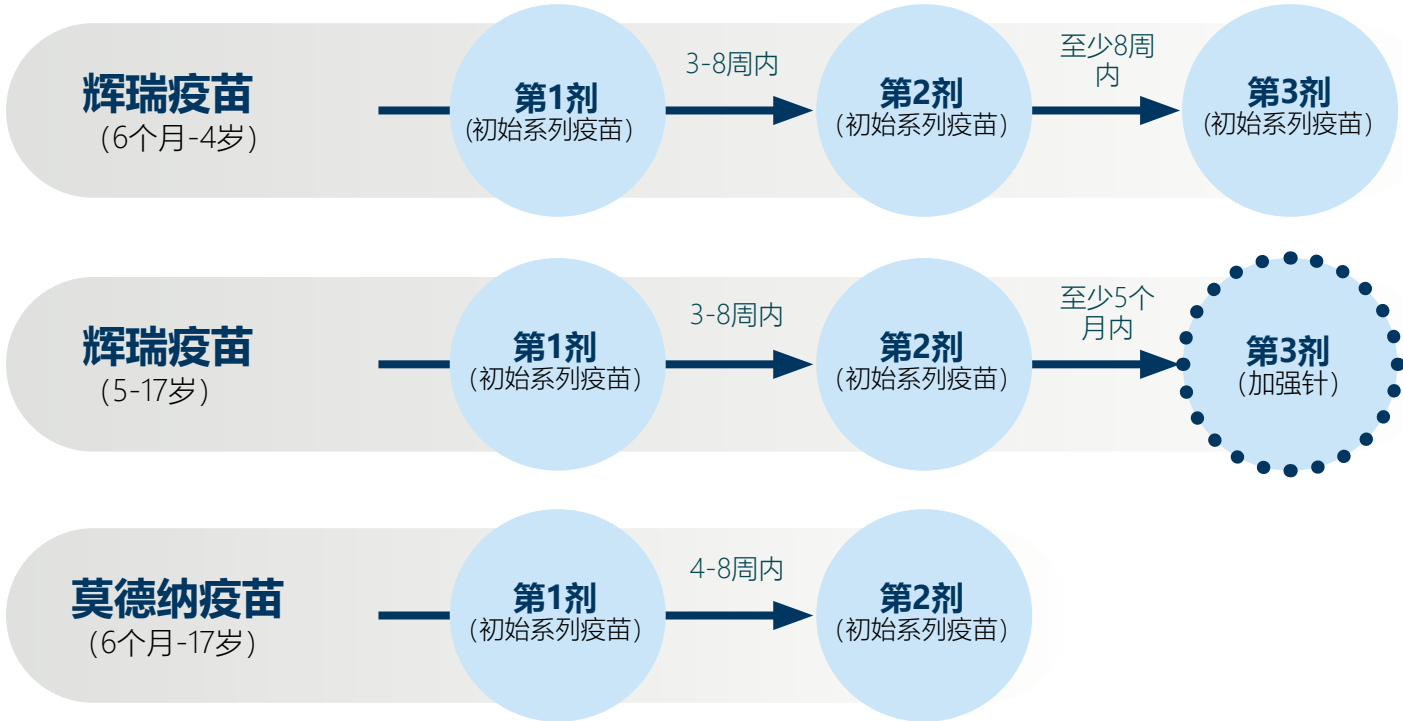 辉瑞疫苗
（6个月-4岁）
第1剂
(初始系列疫苗）
3-8周内
第2剂
（初始系列疫苗）
至少8周
内
第3剂
(初始系列疫苗）
辉瑞疫苗
（5-17岁）
第1剂
（初始系列疫苗）
3-8周内
第2剂
（初始系列疫苗）
至少5个
月内
第3剂
（加强针）
莫德纳疫苗
（6个月-17岁）
第1剂
（初始系列疫苗）
4-8周内
第2剂
（初始系列疫苗）